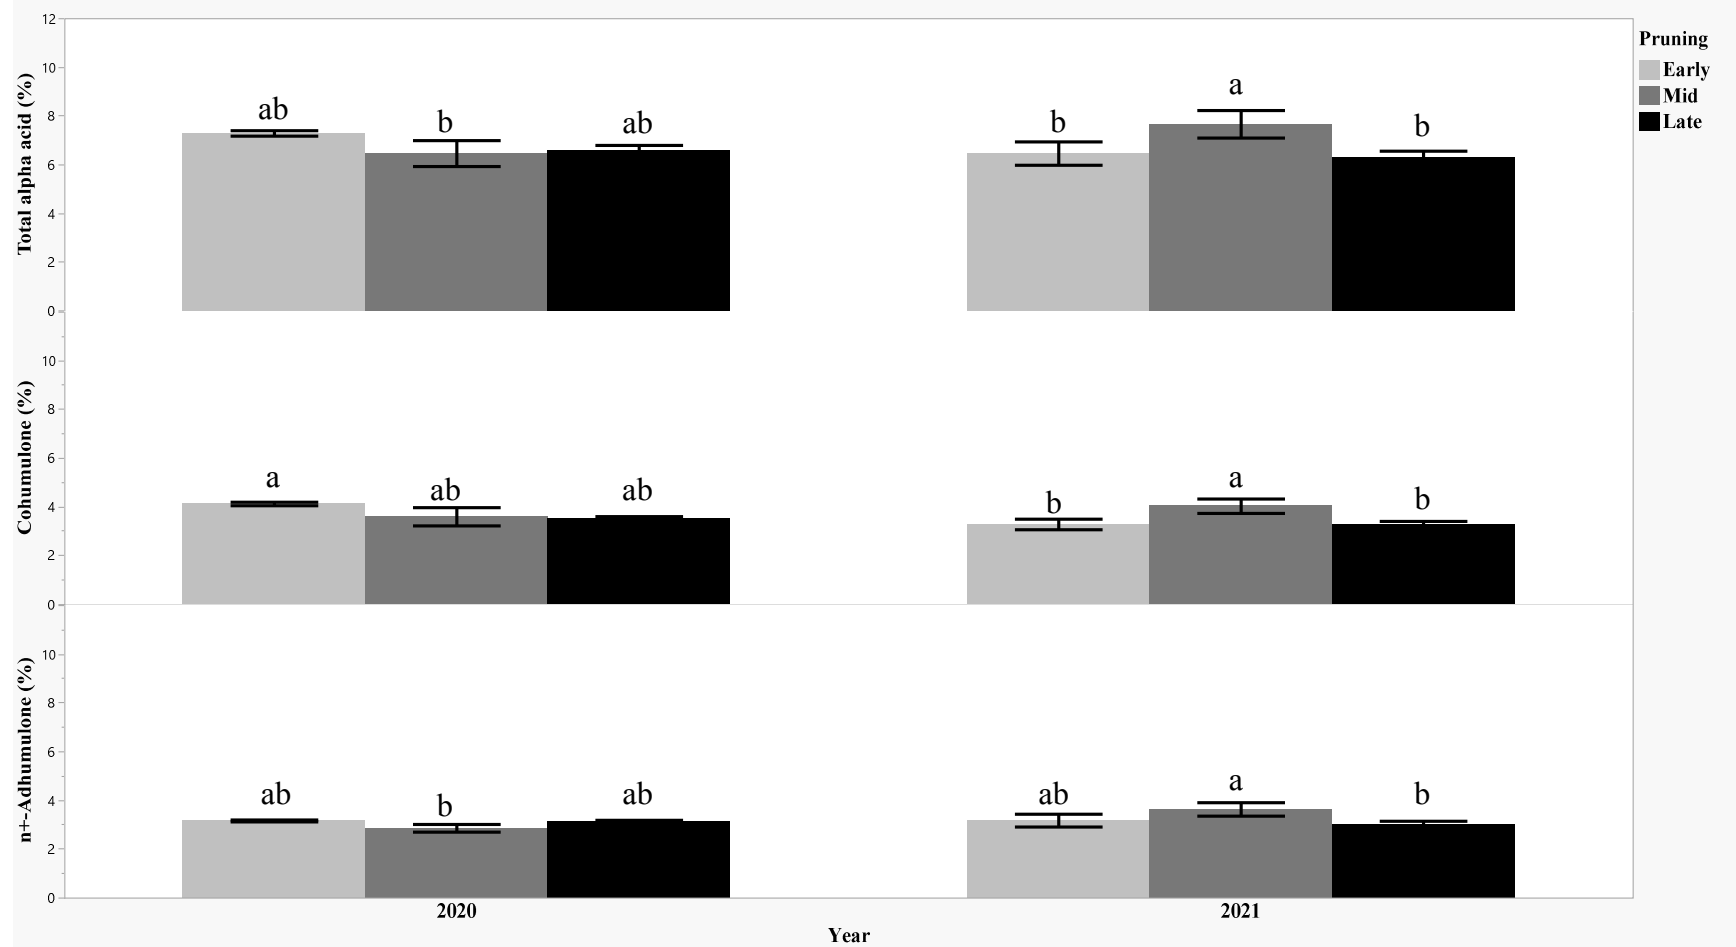 Pruning
Early
Mid
Late
Total alpha acid (%)
12
10
8
6
4
2
0
ab
b
ab
b
a
b
Cohumulone (%)
10
8
6
4
2
0
a
ab
ab
b
a
b
n+-Adhumulone (%)
10
8
6
4
2
0
ab
b
ab
ab
a
b
2020
2021
Year